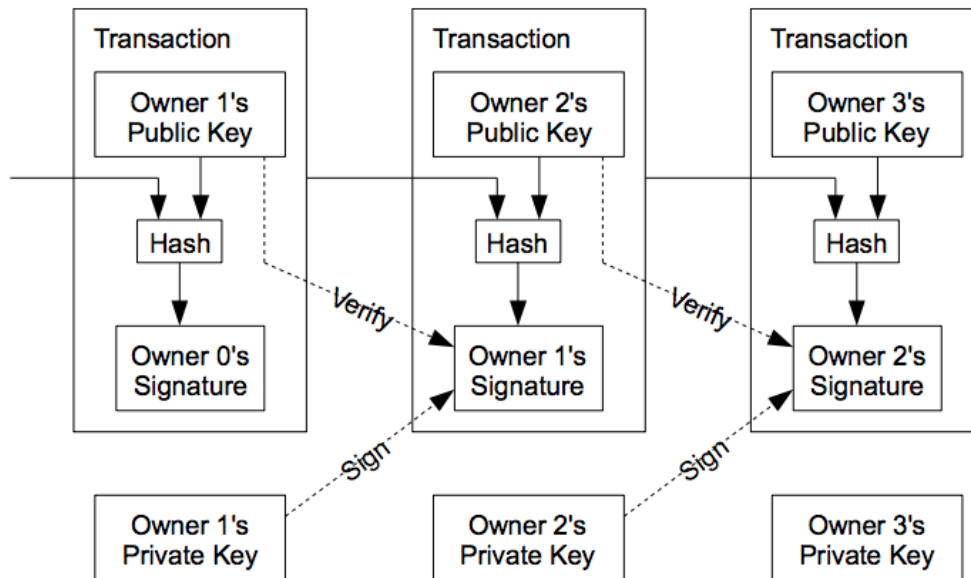 Transaction
Owner 1's
Public Key
Hash
Owner 0's
Signature
Transaction
Owner 2's
Public Key
Hash
Verify
Owner 1's
Signature
Sign
Transaction
Owner 3's
Public Key
Hash
Verify
Owner 2's
Signature
Sign
Owner 1's
Private Key
Owner 2's
Private Key
Owner 3's
Private Key